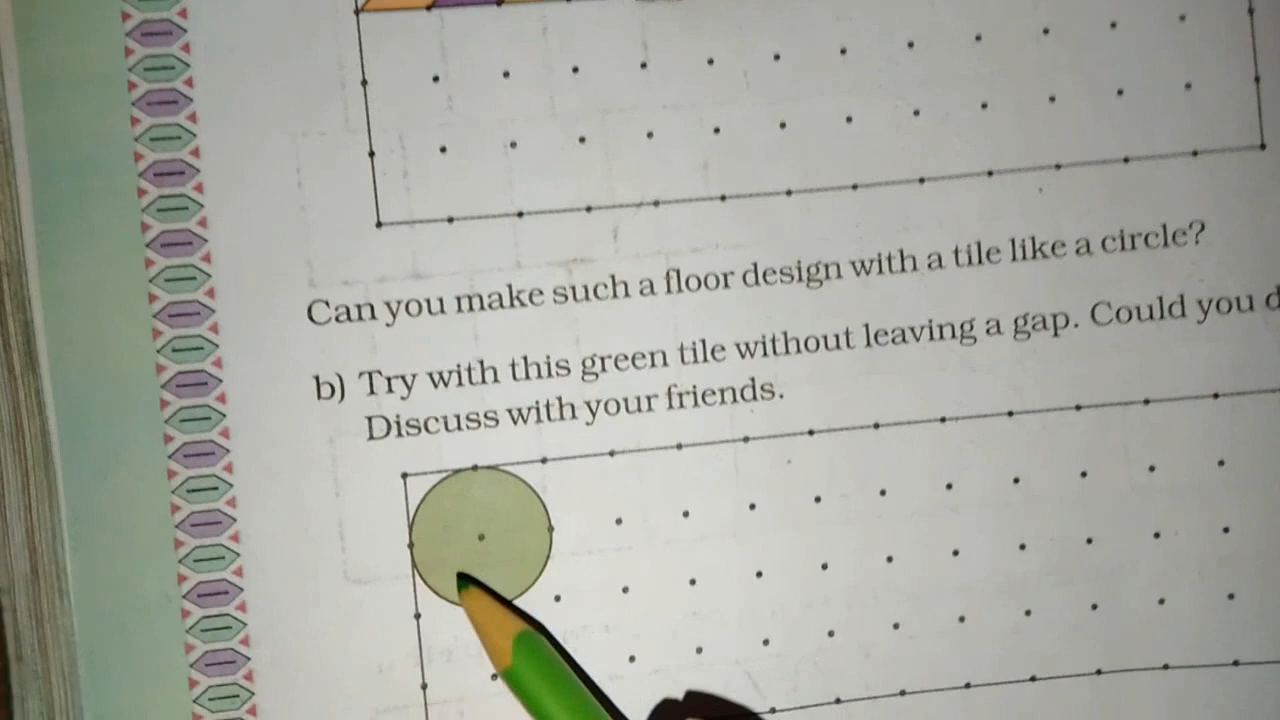 Can you make such a floor design with a tile like a circle?
b) Try with this green tile without leaving a gap. Could you
Discuss with your friends.